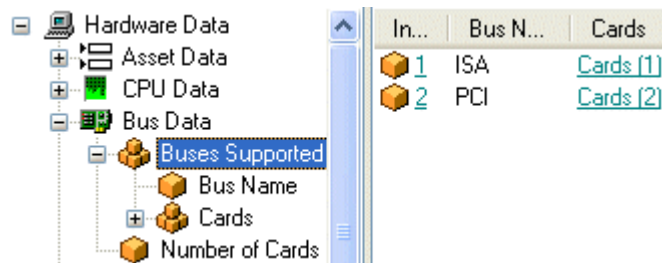 Hardware Data
Asset Data
CPU Data
Bus Data
Buses Supported
Bus Name
Cards
Number of Cards
In... Bus N... Cards
1 ISA Cards (1)
2 PCI Cards (2)